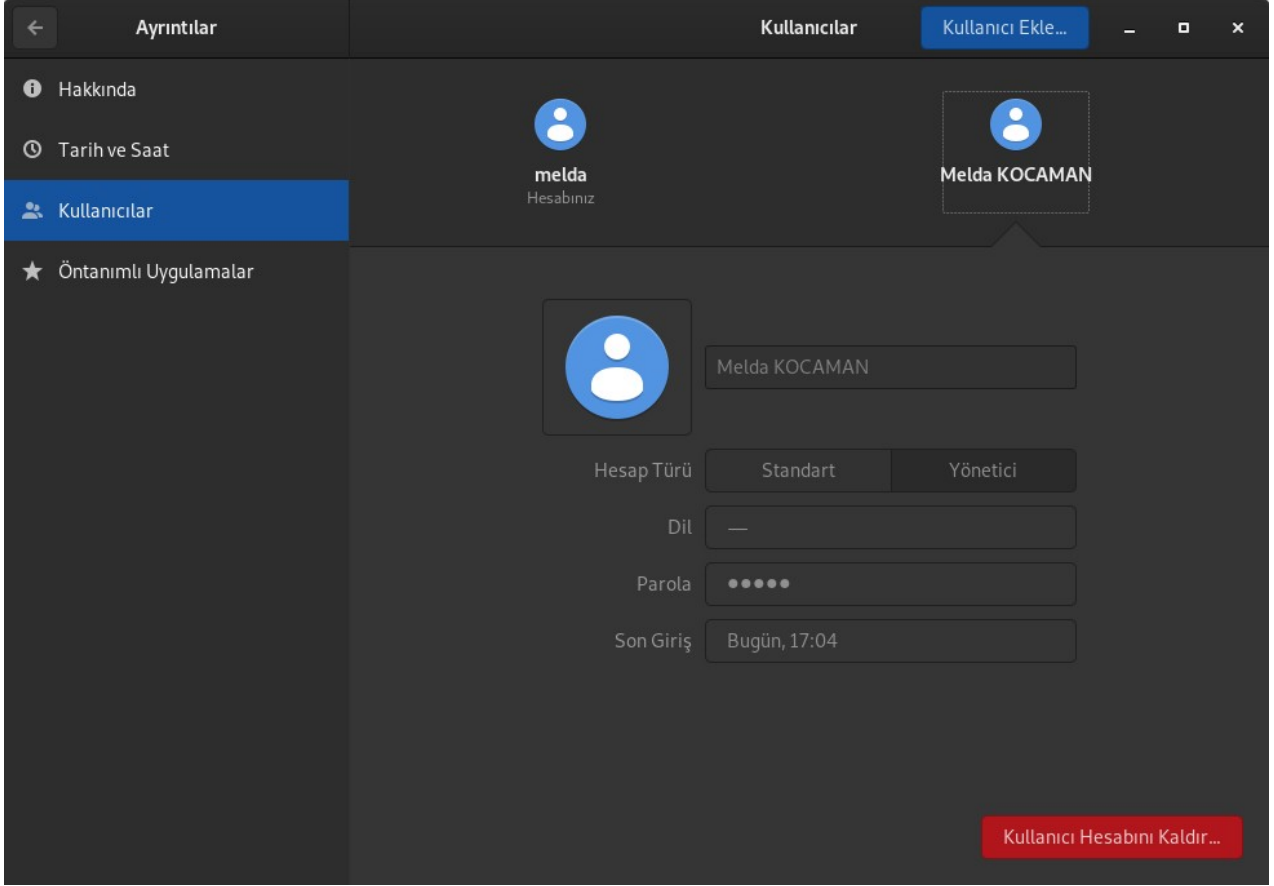 Ayrıntılar
Kullanıcılar
Kullanıcı Ekle...
Hakkında
Tarih ve Saat
Kullanıcılar
Öntanımlı Uygulamalar
melda
Hesabınız
Melda KOCAMAN
Melda KOCAMAN
Hesap Türü Standart Yönetici
Dil —
Parola •••••
Son Giriş Bugün, 17:04
Kullanıcı Hesabını Kaldır...